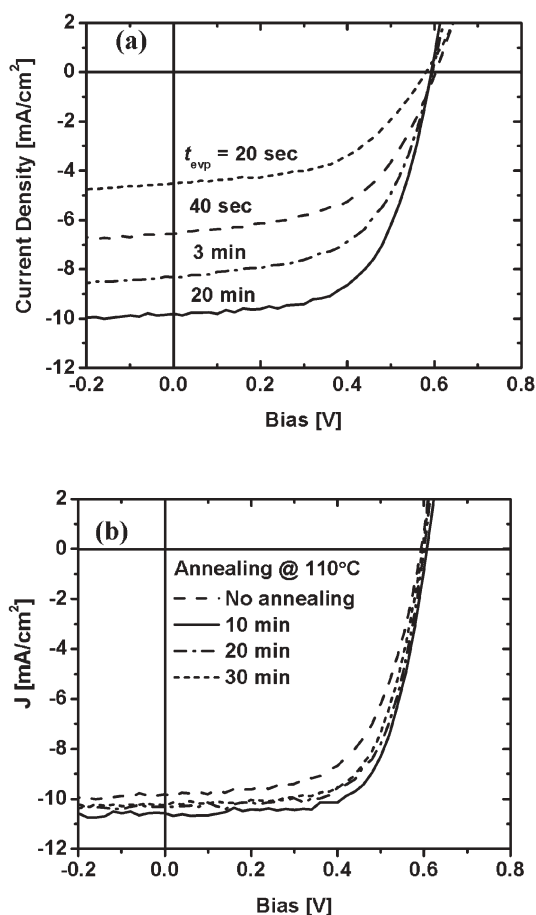 (a)
Current Density [mA/cm²]
2
0
-2
-4
-6
-8
-10
-12
t_evp = 20 sec
40 sec
3 min
20 min
-0.2 0.0 0.2 0.4 0.6 0.8
Bias [V]
(b)
J [mA/cm²]
2
0
-2
-4
-6
-8
-10
-12
Annealing @ 110°C
No annealing
10 min
20 min
30 min
-0.2 0.0 0.2 0.4 0.6 0.8
Bias [V]